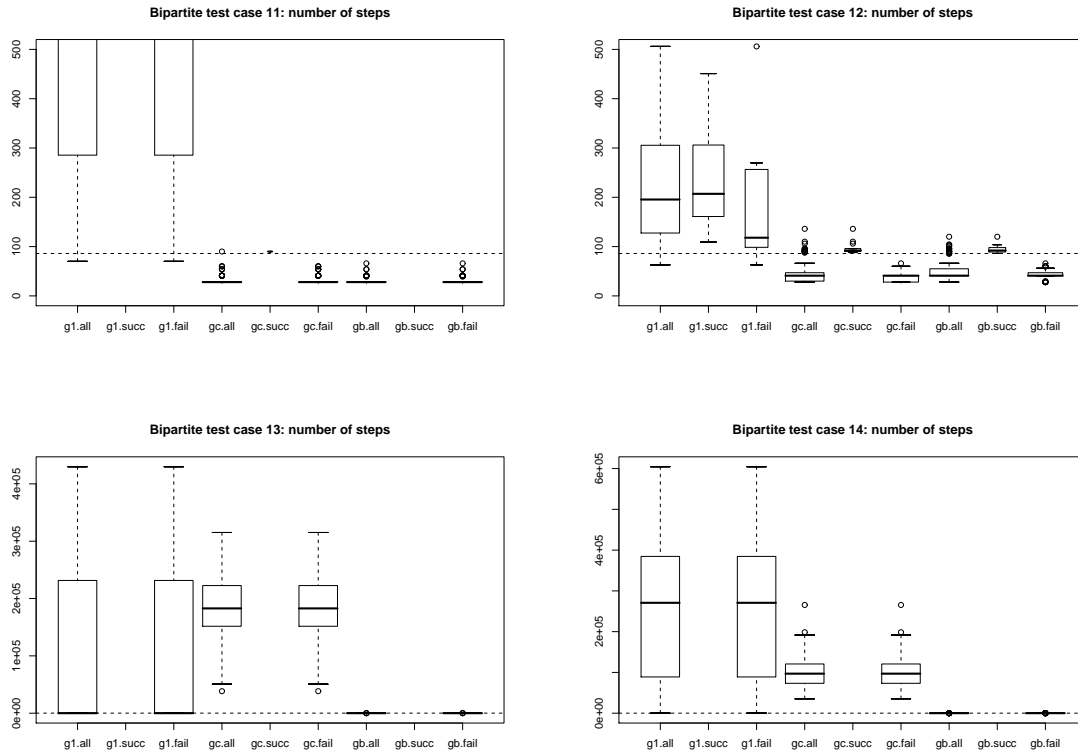 Bipartite test case 11: number of steps
500
400
300
200
100
0
g1.all g1.succ g1.fail gc.all gc.succ gc.fail gb.all gb.succ gb.fail
Bipartite test case 12: number of steps
500
400
300
200
100
0
g1.all g1.succ g1.fail gc.all gc.succ gc.fail gb.all gb.succ gb.fail
Bipartite test case 13: number of steps
4e+05
3e+05
2e+05
1e+05
0e+00
g1.all g1.succ g1.fail gc.all gc.succ gc.fail gb.all gb.succ gb.fail
Bipartite test case 14: number of steps
6e+05
4e+05
2e+05
0e+00
g1.all g1.succ g1.fail gc.all gc.succ gc.fail gb.all gb.succ gb.fail